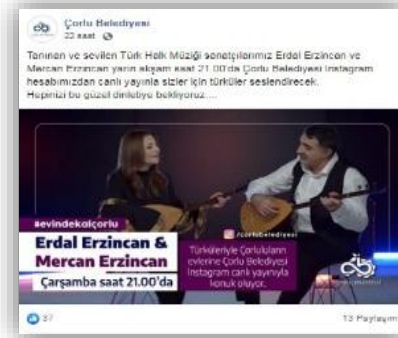 Çorlu Belediyesi
22 saat
Tanınan ve sevilen Türk Halk Müziği sanatçılarımız Erdal Erzincan ve
Mercan Erzincan yarın akşam saat 21.00'da Çorlu Belediyesi Instagram
hesabımızdan canlı yayınla sizler için türküler seslendirecek.
Hepinizi bu güzel dinletiye bekliyoruz....
#evindekalçorlu
Erdal Erzincan &
Mercan Erzincan
Çarşamba saat 21.00'da
/corlubelediyesi
Türküleriyle Çorluluların
evlerine Çorlu Belediyesi
Instagram canlı yayınıyla
konuk oluyor..
37
13 Paylaşım